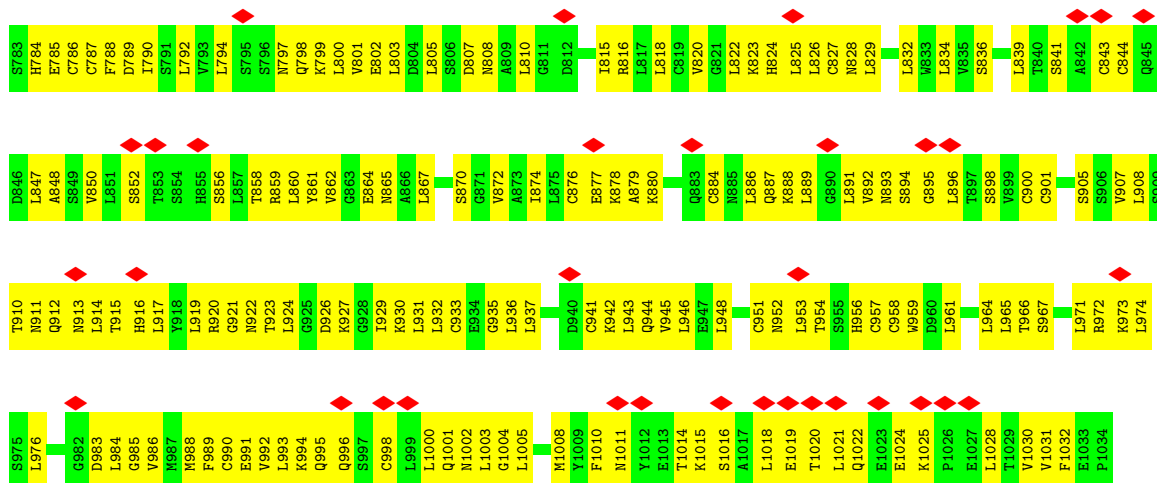 S783 H784 E785 C786 C787 F788 D789 I790 S791 L792 V793 L794 S795 S796 N797 Q798 K799 L800 V801 E802 L803 D804 L805 S806 D807 N808 A809 L810 G811 D812 I815 R816 L817 L818 C819 V820 G821 L822 K823 H824 L825 L826 C827 N828 L829 L832 W833 L834 V835 S836 L839 T840 S841 A842 C843 C844 Q845
D846 L847 A848 S849 V850 L851 S852 T853 S854 H855 S856 L857 T858 R859 L860 Y861 V862 G863 E864 N865 A866 L867 S870 G871 V872 A873 I874 L875 C876 E877 K878 A879 K880 Q883 C884 N885 L886 Q887 K888 L889 G890 L891 V892 N893 S894 G895 L896 T897 S898 V899 C900 C901 S905 S906 V907 L908 S909
T910 N911 Q912 N913 L914 T915 H916 L917 Y918 L919 R920 G921 N922 T923 L924 G925 D926 K927 G928 I929 K930 L931 L932 C933 E934 G935 L936 L937 D940 C941 K942 L943 Q944 V945 L946 E947 L948 C951 N952 L953 T954 S955 H956 C957 C958 W959 D960 L961 L964 L965 T966 S967 L971 R972 K973 L974
S975 L976 G982 D983 L984 G985 V986 M987 M988 F989 C990 E991 V992 L993 K994 Q995 Q996 S997 C998 L999 L1000 Q1001 N1002 L1003 G1004 L1005 M1008 Y1009 F1010 N1011 Y1012 E1013 T1014 K1015 S1016 A1017 L1018 E1019 T1020 L1021 Q1022 E1023 E1024 K1025 P1026 E1027 L1028 T1029 V1030 V1031 F1032 E1033 P1034